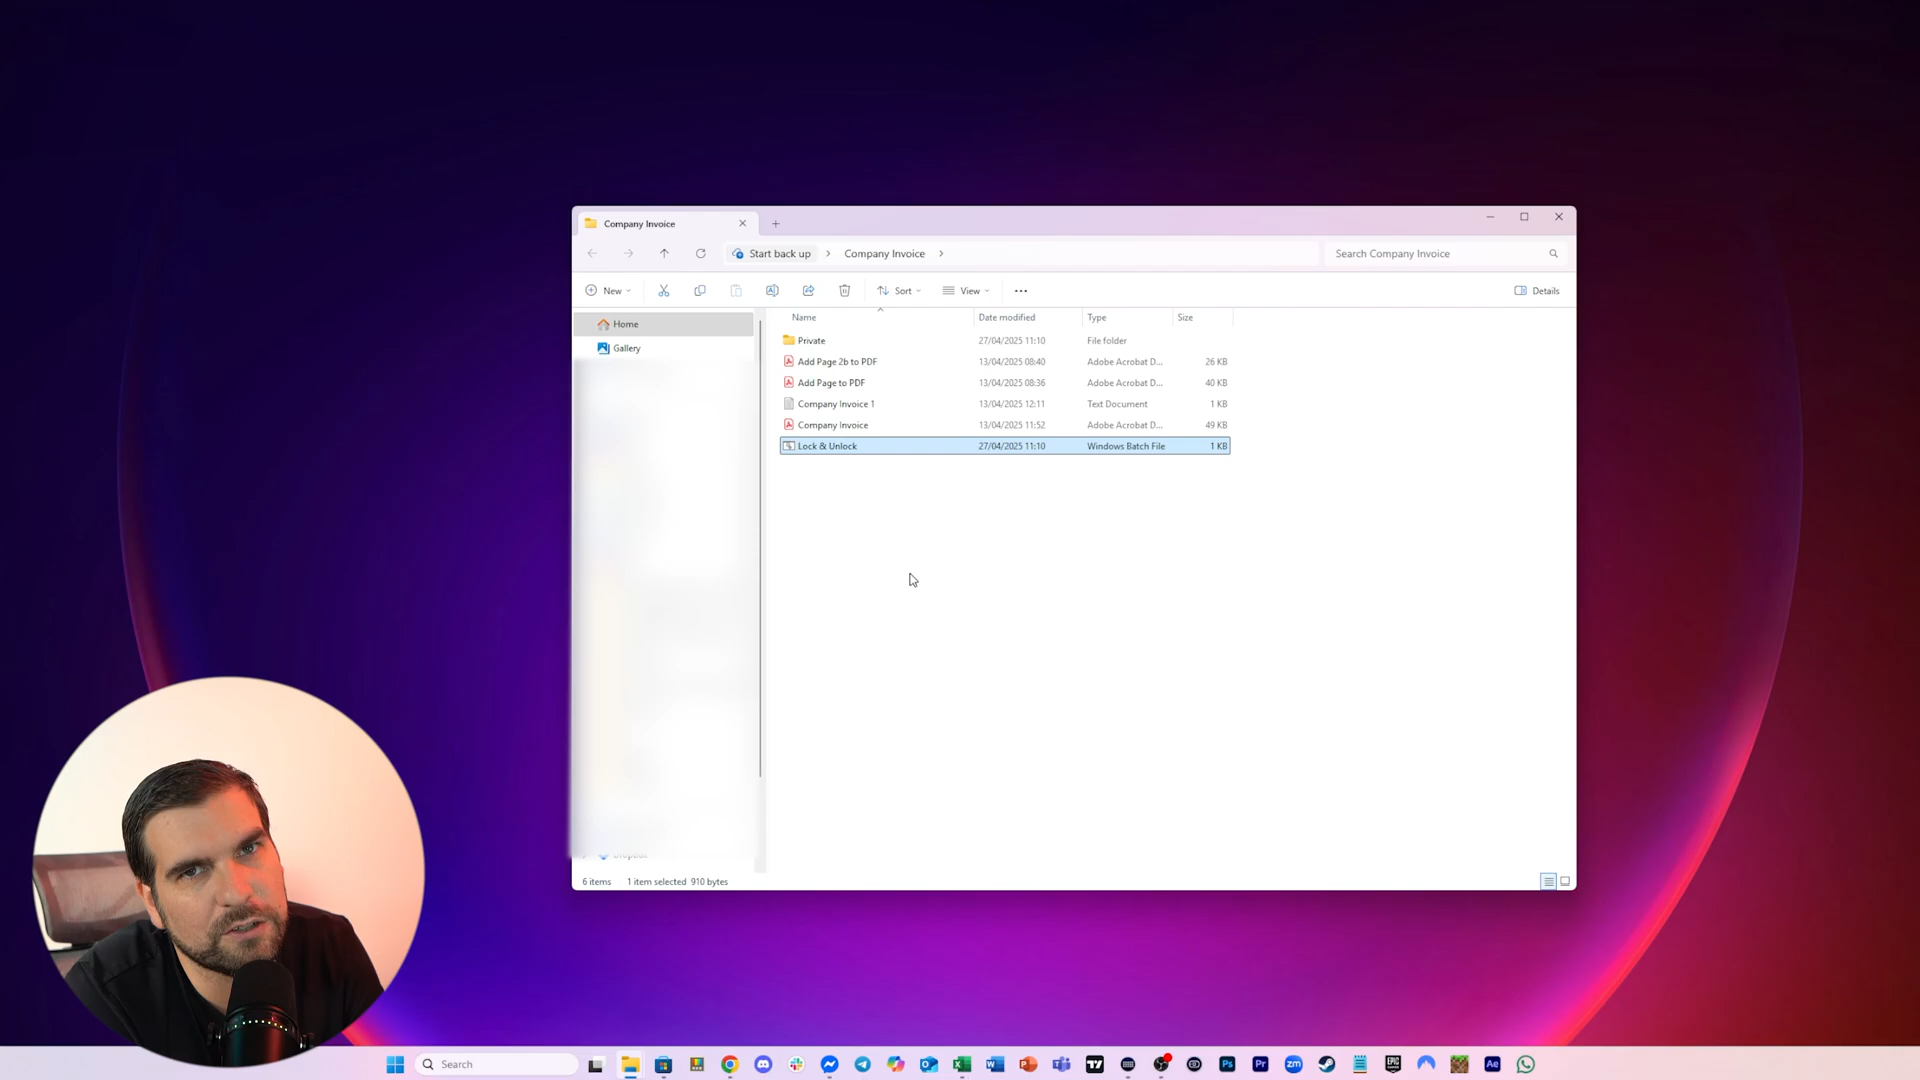 Company Invoice
Start back up > Company Invoice >
Search Company Invoice
New
Sort
View
Details
Name Date modified Type Size
Home
Gallery
Private 27/04/2025 11:10 File folder
Add Page 2b to PDF 13/04/2025 08:40 Adobe Acrobat D... 26 KB
Add Page to PDF 13/04/2025 08:36 Adobe Acrobat D... 40 KB
Company Invoice 1 13/04/2025 12:11 Text Document 1 KB
Company Invoice 13/04/2025 11:52 Adobe Acrobat D... 49 KB
Lock & Unlock 27/04/2025 11:10 Windows Batch File 1 KB
6 items 1 item selected 910 bytes
Search
Ps
Pr
zm
EPIC
Ae